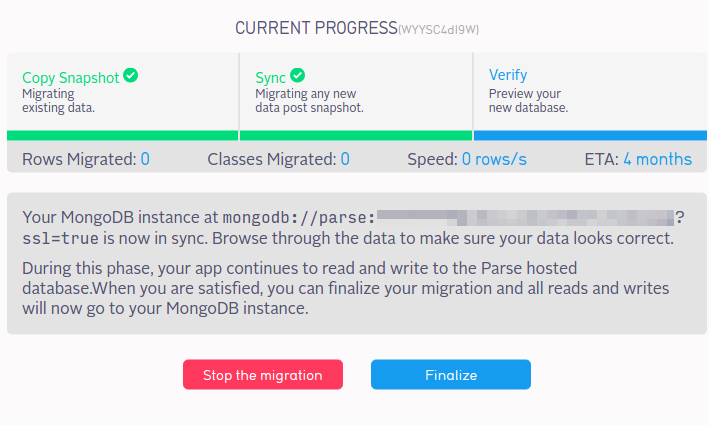 CURRENT PROGRESS(WYYSC4dI9W)
Copy Snapshot
Migrating
existing data.
Sync
Migrating any new
data post snapshot.
Verify
Preview your
new database.
Rows Migrated: 0 Classes Migrated: 0 Speed: 0 rows/s ETA: 4 months
Your MongoDB instance at mongodb://parse: ?
ssl=true is now in sync. Browse through the data to make sure your data looks correct.
During this phase, your app continues to read and write to the Parse hosted
database.When you are satisfied, you can finalize your migration and all reads and writes
will now go to your MongoDB instance.
Stop the migration
Finalize